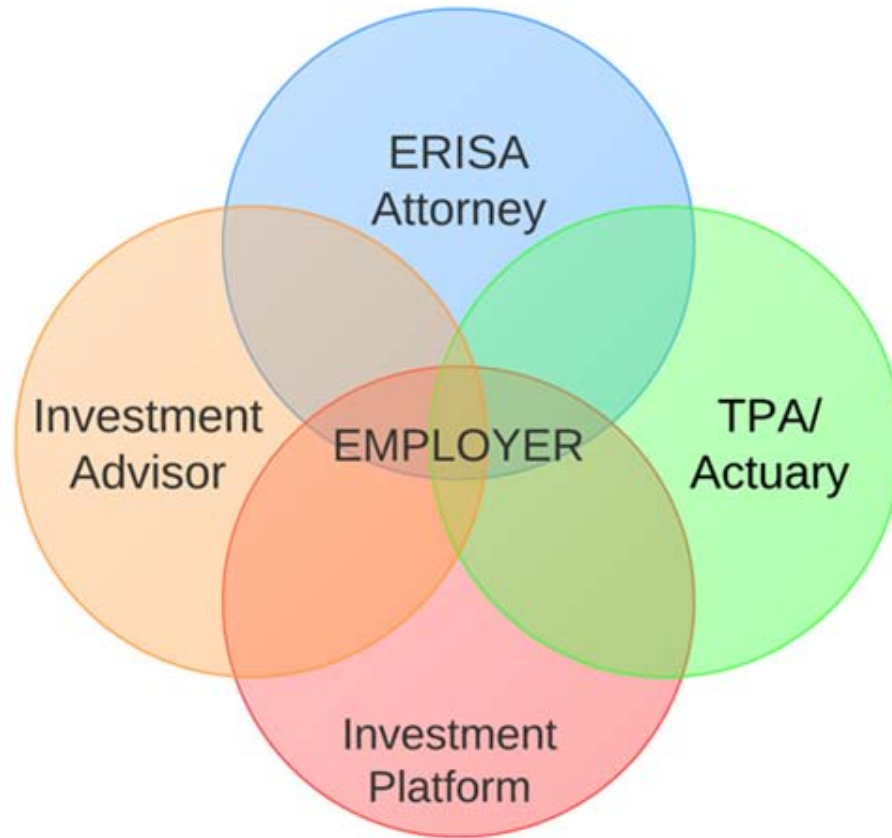 ERISA
Attorney
Investment
Advisor
EMPLOYER
TPA/
Actuary
Investment
Platform